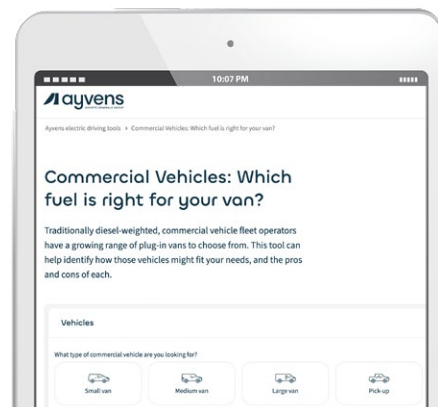 10:07 PM
ayvens
Ayvens electric driving tools › Commercial Vehicles: Which fuel is right for your van?
Commercial Vehicles: Which
fuel is right for your van?
Traditionally diesel-weighted, commercial vehicle fleet operators
have a growing range of plug-in vans to choose from. This tool can
help identify how those vehicles might fit your needs, and the pros
and cons of each.
Vehicles
What type of commercial vehicle are you looking for?
Small van Medium van Large van Pick-up